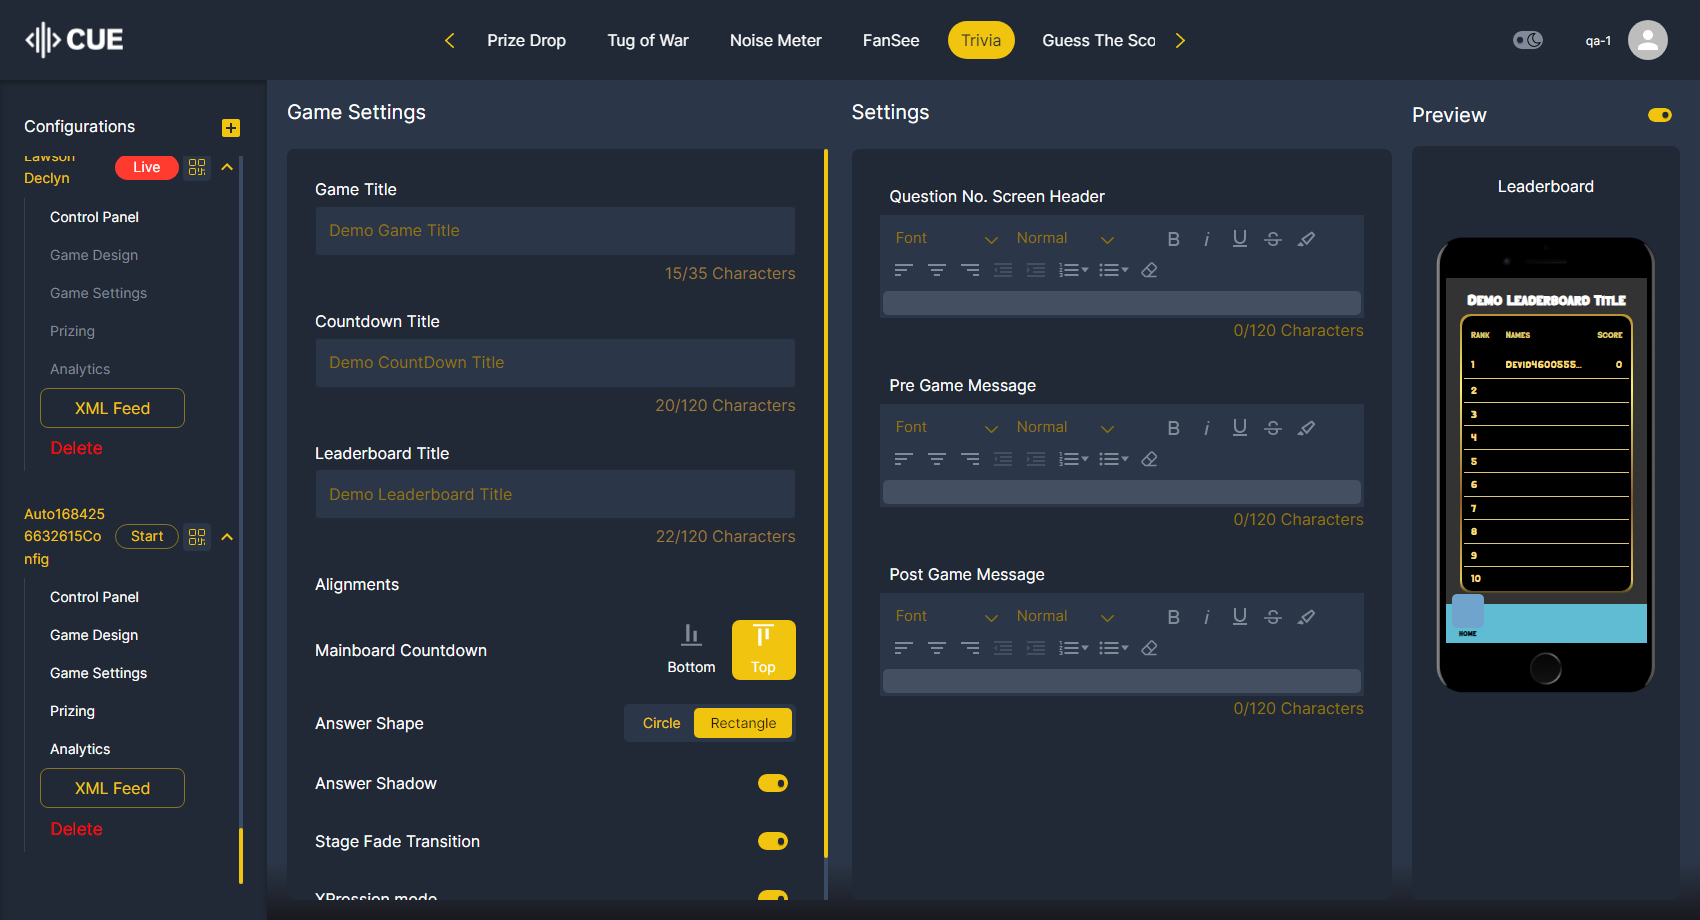 CUE
Prize Drop
Tug of War
Noise Meter
FanSee
Trivia
Guess The Sco
qa-1
Configurations
Lawson
Declyn
Live
Control Panel
Game Design
Game Settings
Prizing
Analytics
XML Feed
Delete
Auto168425
6632615Co
nfig
Start
Control Panel
Game Design
Game Settings
Prizing
Analytics
XML Feed
Delete
Game Settings
Game Title
Demo Game Title
15/35 Characters
Countdown Title
Demo CountDown Title
20/120 Characters
Leaderboard Title
Demo Leaderboard Title
22/120 Characters
Alignments
Mainboard Countdown
Bottom
Top
Answer Shape
Circle
Rectangle
Answer Shadow
Stage Fade Transition
XPression mode
Settings
Question No. Screen Header
Font
Normal
0/120 Characters
Pre Game Message
Font
Normal
0/120 Characters
Post Game Message
Font
Normal
0/120 Characters
Preview
Leaderboard
Demo Leaderboard Title
Rank Names Score
1 devid4600555... 0
2
3
4
5
6
7
8
9
10
HOME